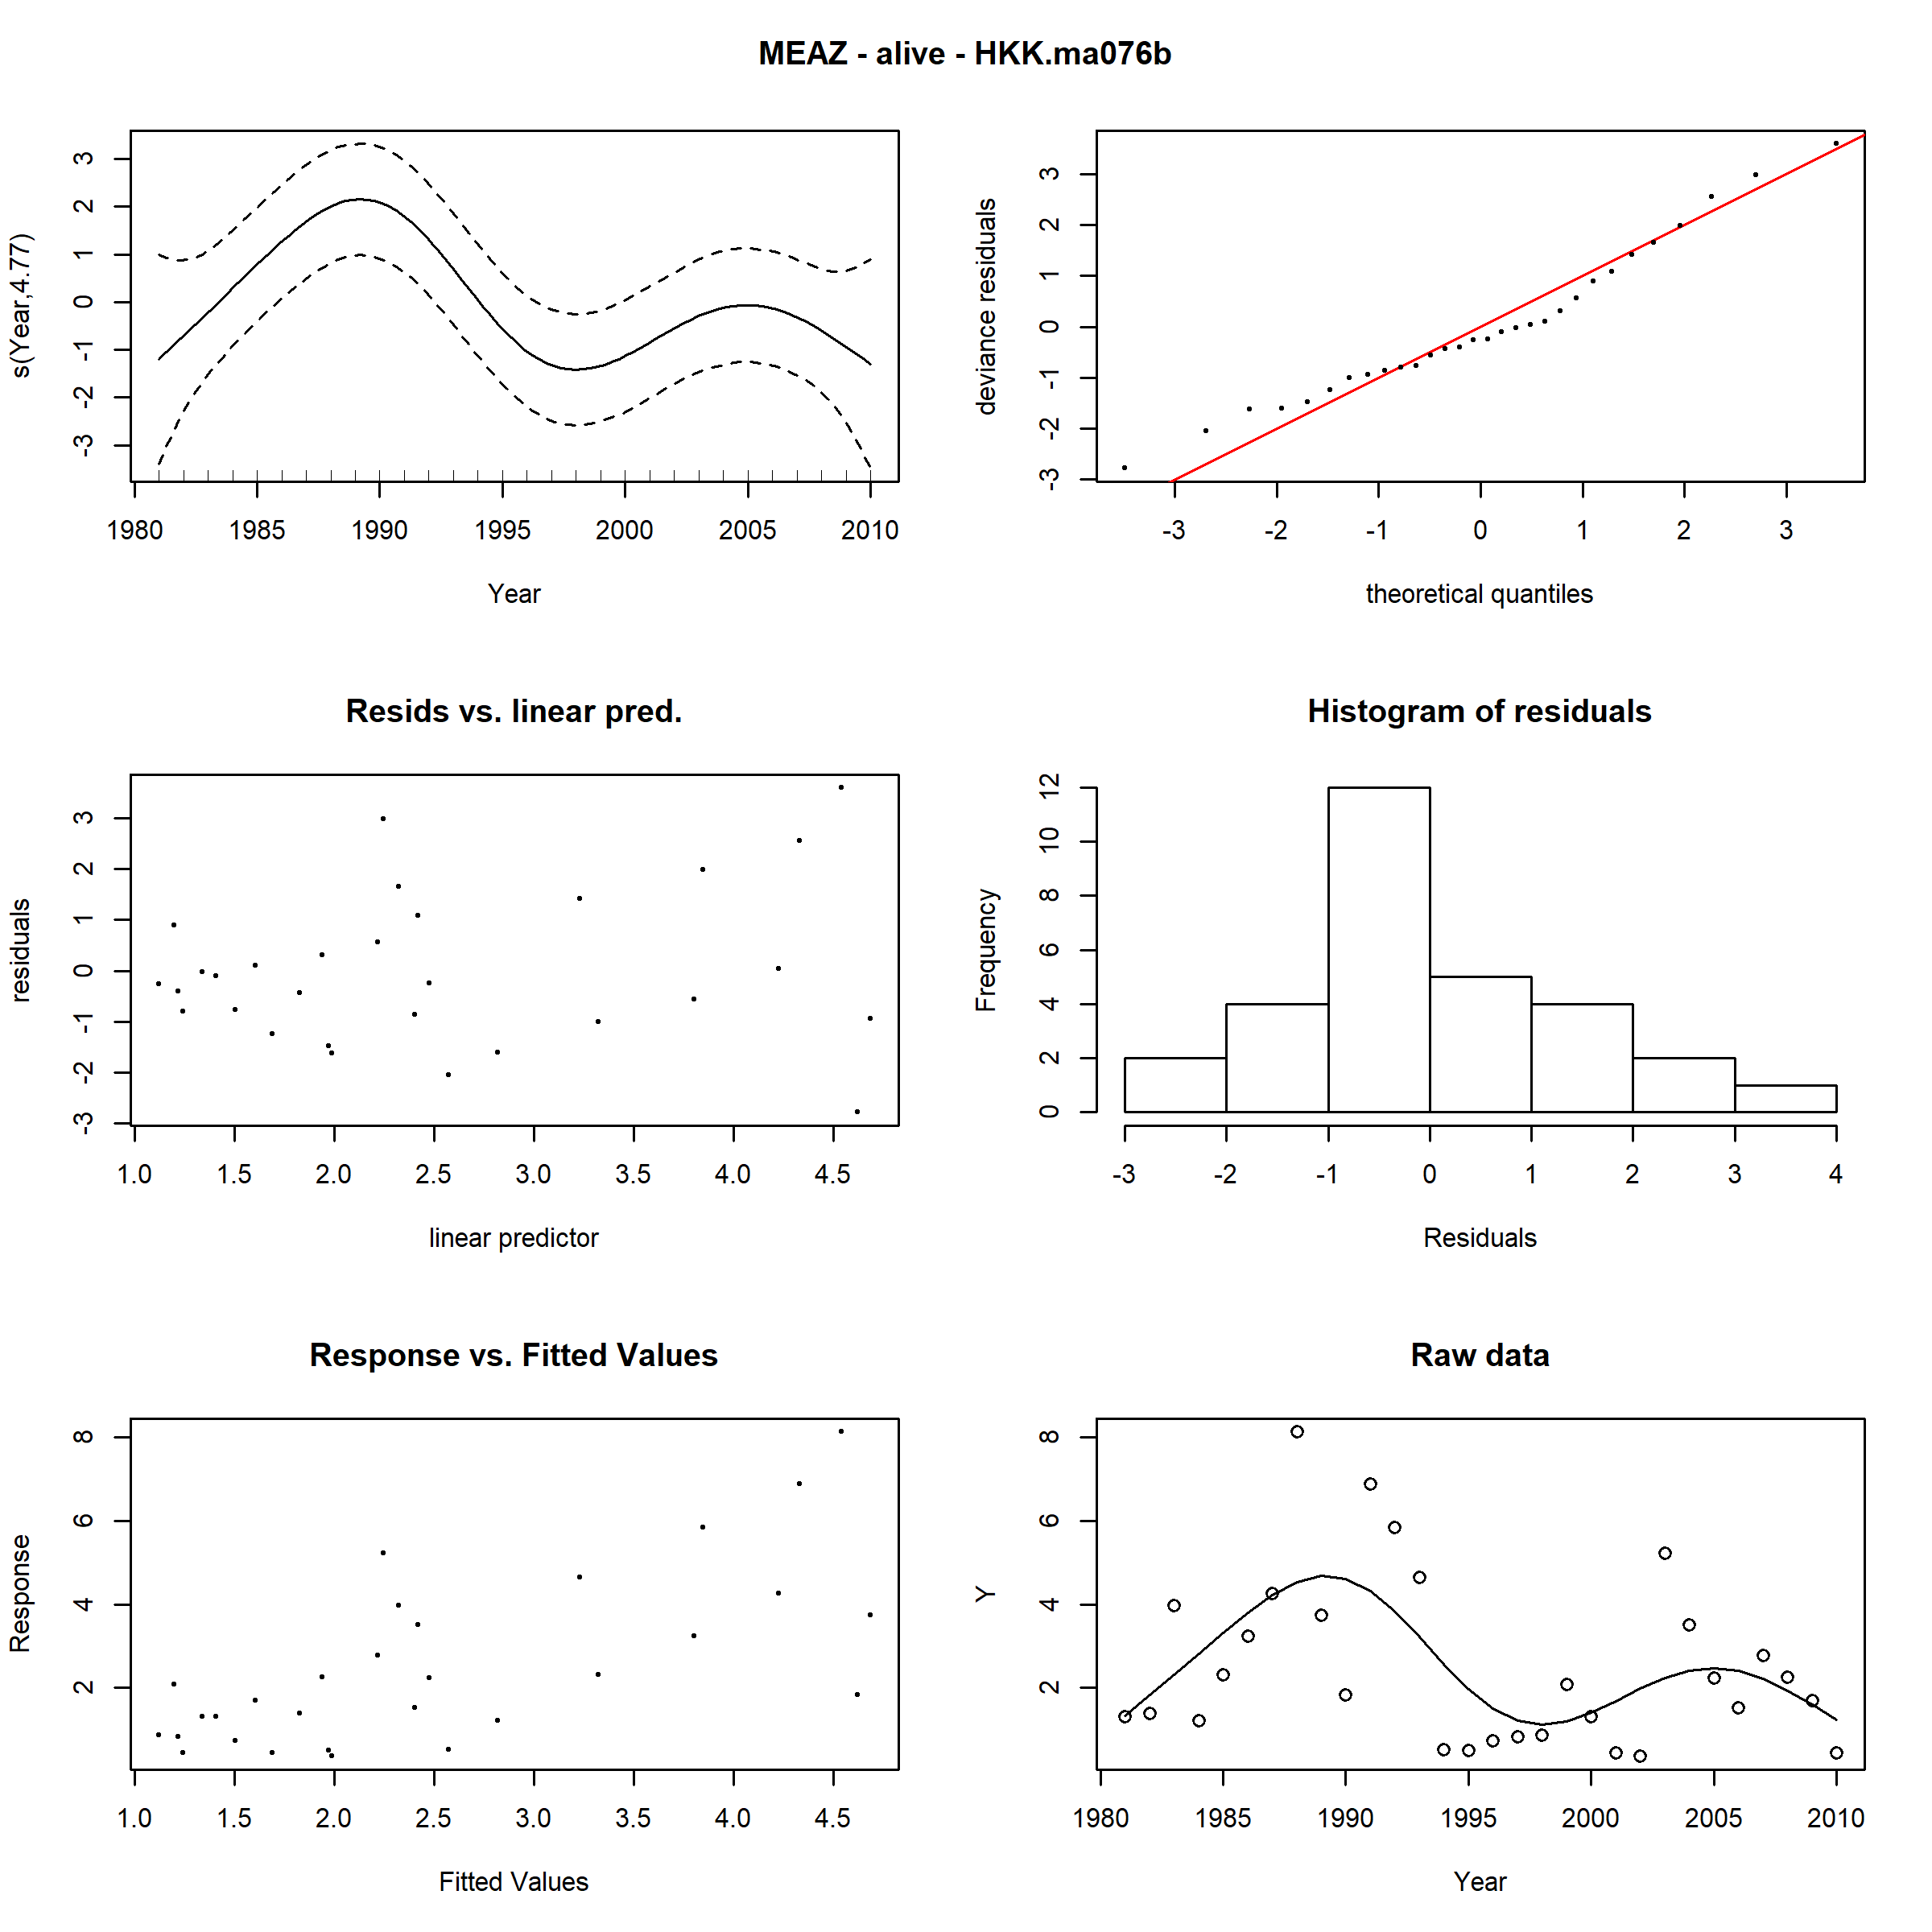 MEAZ - alive - HKK.ma076b
s(Year,4.77)
3
2
1
0
-1
-2
-3
1980 1985 1990 1995 2000 2005 2010
Year
deviance residuals
3
2
1
0
-1
-2
-3
-3 -2 -1 0 1 2 3
theoretical quantiles
Resids vs. linear pred.
residuals
3
2
1
0
-1
-2
-3
1.0 1.5 2.0 2.5 3.0 3.5 4.0 4.5
linear predictor
Histogram of residuals
Frequency
12
10
8
6
4
2
0
-3 -2 -1 0 1 2 3 4
Residuals
Response vs. Fitted Values
Response
8
6
4
2
1.0 1.5 2.0 2.5 3.0 3.5 4.0 4.5
Fitted Values
Raw data
Y
8
6
4
2
1980 1985 1990 1995 2000 2005 2010
Year